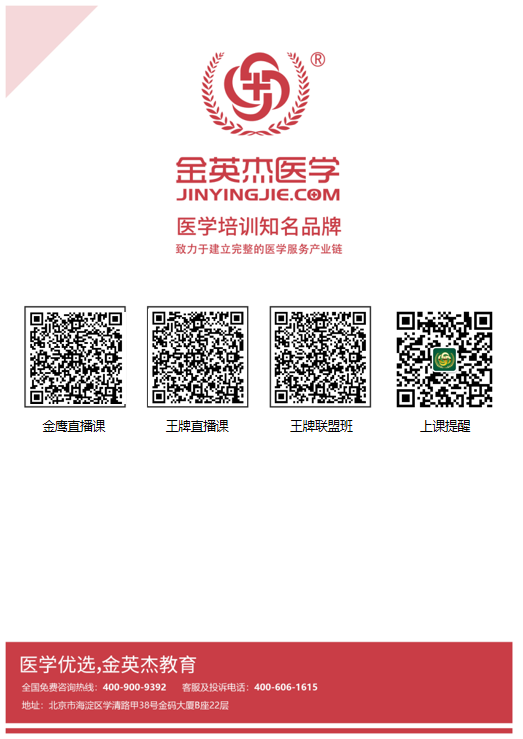 ®
金英杰医学
JINYINGJIE.COM
医学培训知名品牌
致力于建立完整的医学服务产业链
金鹰直播课
王牌直播课
王牌联盟班
上课提醒
医学优选,金英杰教育
全国免费咨询热线：400-900-9392 客服及投诉电话：400-606-1615
地址：北京市海淀区学清路甲38号金码大厦B座22层